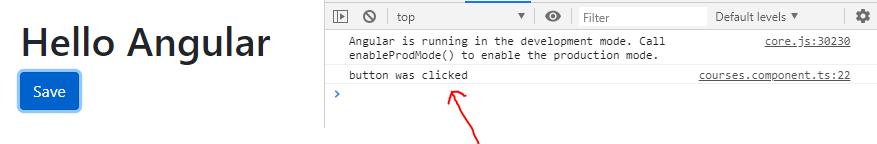 Hello Angular
Save
top
Filter
Default levels
Angular is running in the development mode. Call core.js:30230
enableProdMode() to enable the production mode.
button was clicked courses.component.ts:22